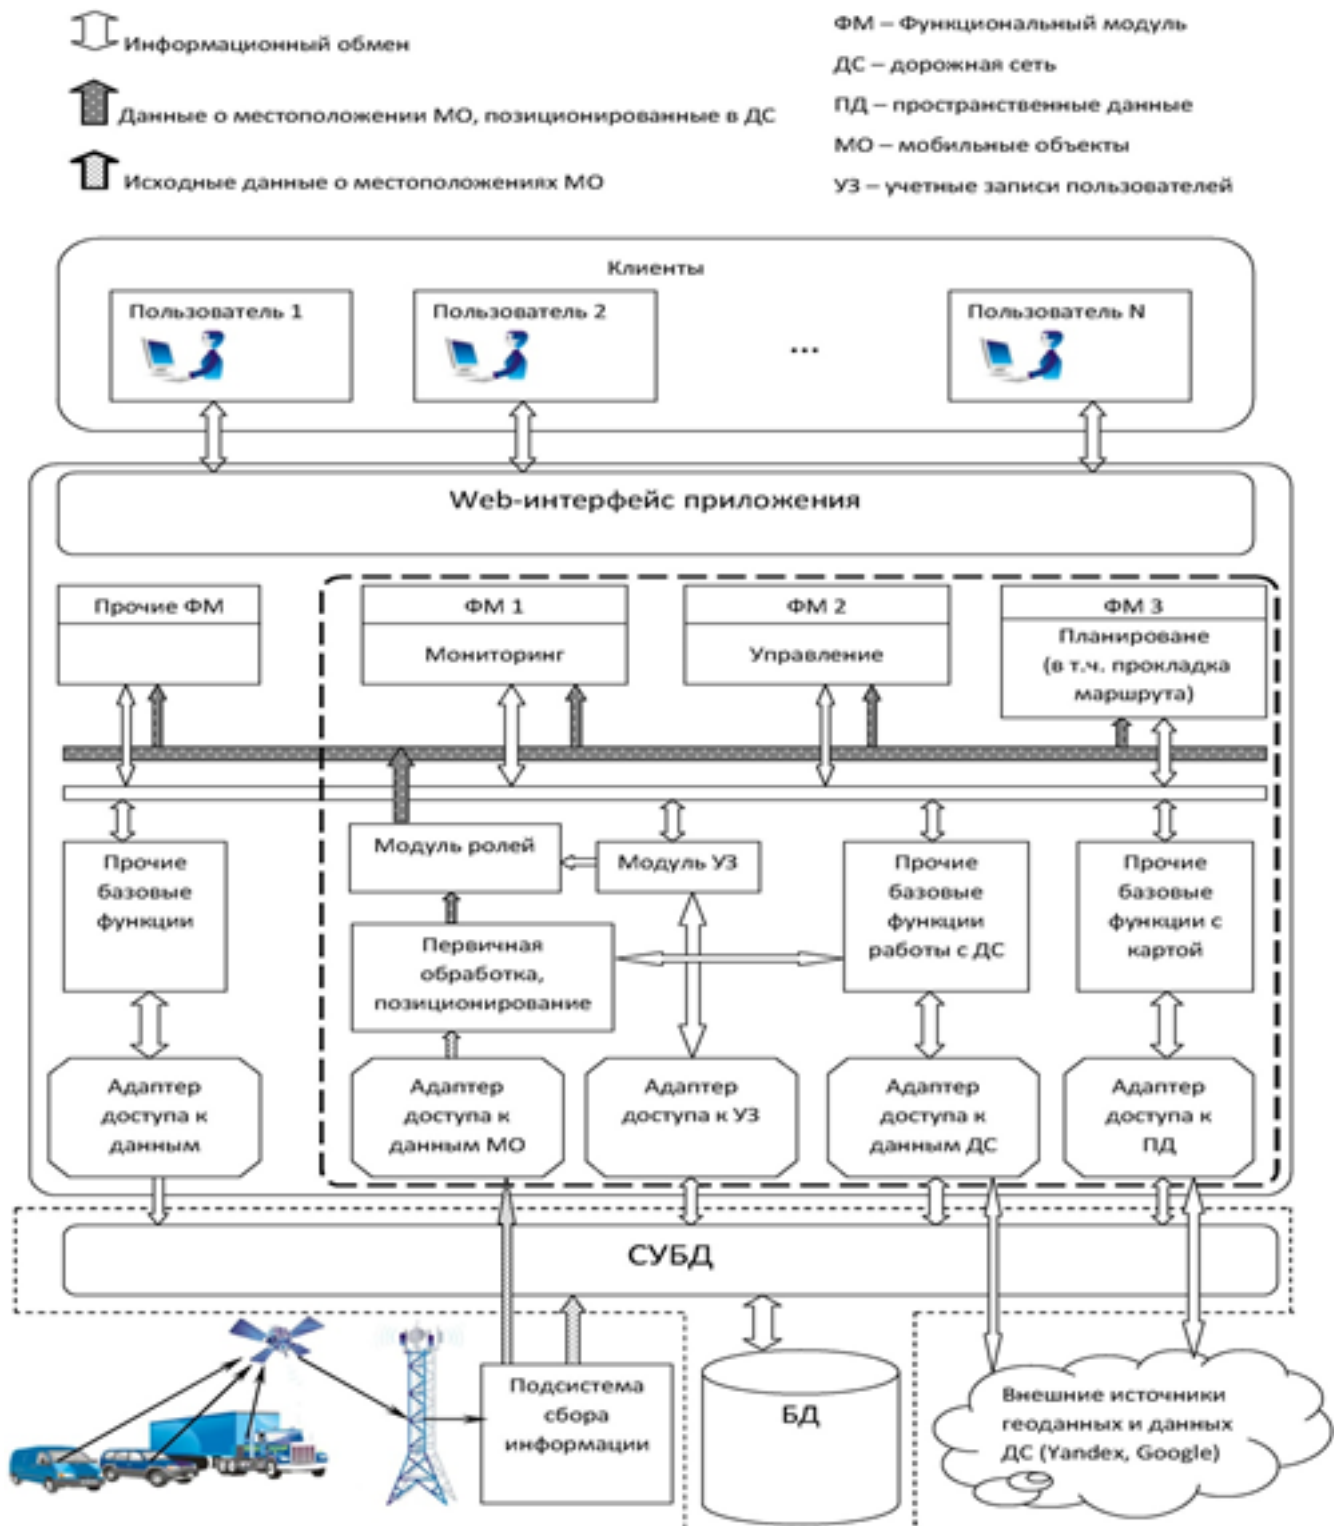 Информационный обмен
Данные о местоположении МО, позиционированные в ДС
Исходные данные о местоположениях МО
ФМ – Функциональный модуль
ДС – дорожная сеть
ПД – пространственные данные
МО – мобильные объекты
УЗ – учетные записи пользователей
Клиенты
Пользователь 1
Пользователь 2
...
Пользователь N
Web-интерфейс приложения
Прочие ФМ
ФМ 1
Мониторинг
ФМ 2
Управление
ФМ 3
Планироване
(в т.ч. прокладка
маршрута)
Прочие
базовые
функции
Модуль ролей
Модуль УЗ
Прочие
базовые
функции
работы с ДС
Прочие
базовые
функции с
картой
Первичная
обработка,
позиционирование
Адаптер
доступа к
данным
Адаптер
доступа к
данным МО
Адаптер
доступа к УЗ
Адаптер
доступа к
данным ДС
Адаптер
доступа к
ПД
СУБД
Подсистема
сбора
информации
БД
Внешние источники
геоданных и данных
ДС (Yandex, Google)